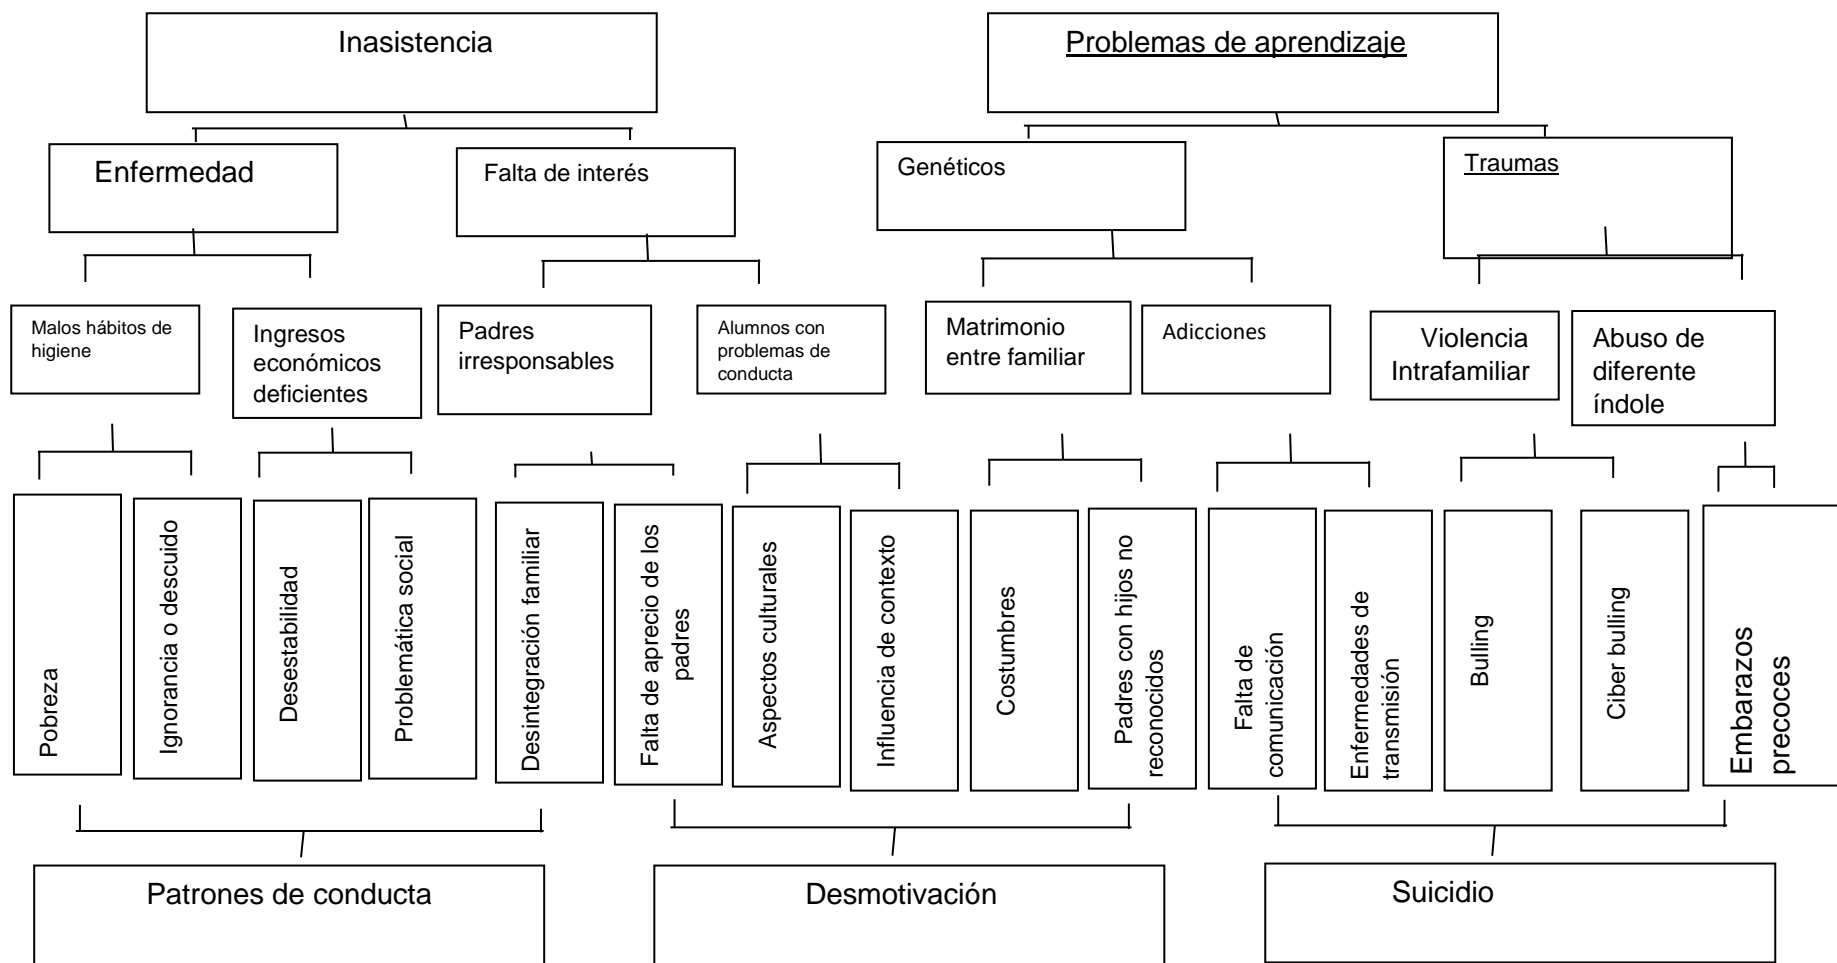 Inasistencia
Problemas de aprendizaje
Enfermedad
Falta de interés
Genéticos
Traumas
Malos hábitos de
higiene
Ingresos
económicos
deficientes
Padres
irresponsables
Alumnos con
problemas de
conducta
Matrimonio
entre familiar
Adicciones
Violencia
Intrafamiliar
Abuso de
diferente
índole
Pobreza
Ignorancia o descuido
Desestabilidad
Problemática social
Desintegración familiar
Falta de aprecio de los
padres
Aspectos culturales
Influencia de contexto
Costumbres
Padres con hijos no
reconocidos
Falta de
comunicación
Enfermedades de
transmisión
Bulling
Ciber bulling
Embarazos
precoces
Patrones de conducta
Desmotivación
Suicidio